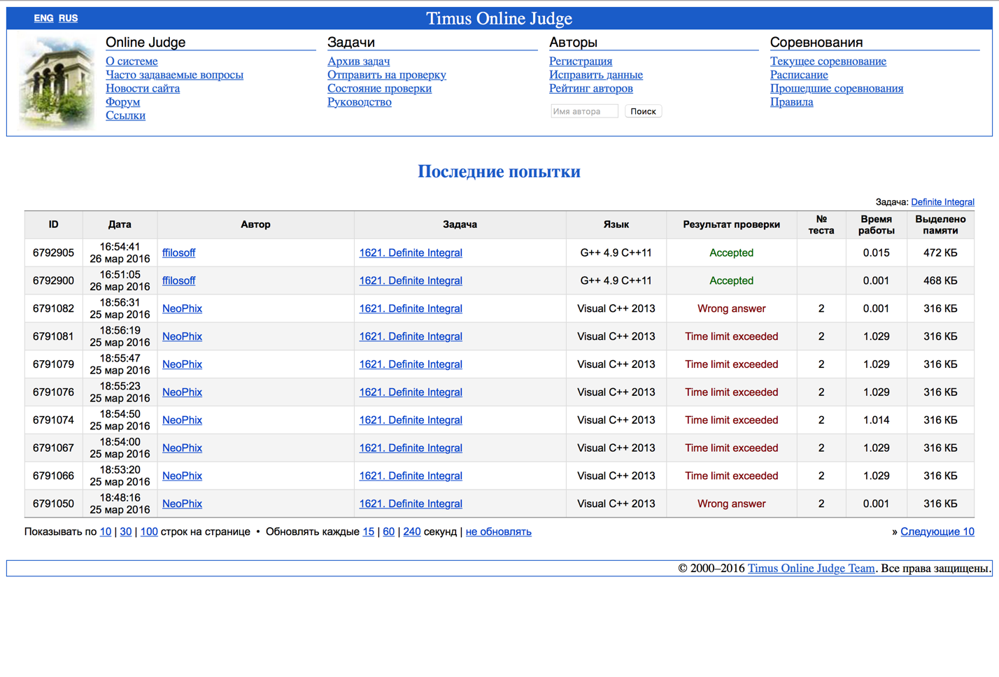 ENG RUS
Timus Online Judge
Online Judge
О системе
Часто задаваемые вопросы
Новости сайта
Форум
Ссылки
Задачи
Архив задач
Отправить на проверку
Состояние проверки
Руководство
Авторы
Регистрация
Исправить данные
Рейтинг авторов
Имя автора Поиск
Соревнования
Текущее соревнование
Расписание
Прошедшие соревнования
Правила
Последние попытки
Задача: Definite Integral
ID Дата Автор Задача Язык Результат проверки № теста Время работы Выделено памяти
6792905 16:54:41 26 мар 2016 ffilosoff 1621. Definite Integral G++ 4.9 C++11 Accepted 0.015 472 КБ
6792900 16:51:05 26 мар 2016 ffilosoff 1621. Definite Integral G++ 4.9 C++11 Accepted 0.001 468 КБ
6791082 18:56:31 25 мар 2016 NeoPhix 1621. Definite Integral Visual C++ 2013 Wrong answer 2 0.001 316 КБ
6791081 18:56:19 25 мар 2016 NeoPhix 1621. Definite Integral Visual C++ 2013 Time limit exceeded 2 1.029 316 КБ
6791079 18:55:47 25 мар 2016 NeoPhix 1621. Definite Integral Visual C++ 2013 Time limit exceeded 2 1.029 316 КБ
6791076 18:55:23 25 мар 2016 NeoPhix 1621. Definite Integral Visual C++ 2013 Time limit exceeded 2 1.029 316 КБ
6791074 18:54:50 25 мар 2016 NeoPhix 1621. Definite Integral Visual C++ 2013 Time limit exceeded 2 1.014 316 КБ
6791067 18:54:00 25 мар 2016 NeoPhix 1621. Definite Integral Visual C++ 2013 Time limit exceeded 2 1.029 316 КБ
6791066 18:53:20 25 мар 2016 NeoPhix 1621. Definite Integral Visual C++ 2013 Time limit exceeded 2 1.029 316 КБ
6791050 18:48:16 25 мар 2016 NeoPhix 1621. Definite Integral Visual C++ 2013 Wrong answer 2 0.001 316 КБ
Показывать по 10 | 30 | 100 строк на странице • Обновлять каждые 15 | 60 | 240 секунд | не обновлять » Следующие 10
© 2000–2016 Timus Online Judge Team. Все права защищены.